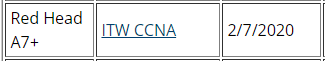 Red Head
A7+
ITW CCNA
2/7/2020